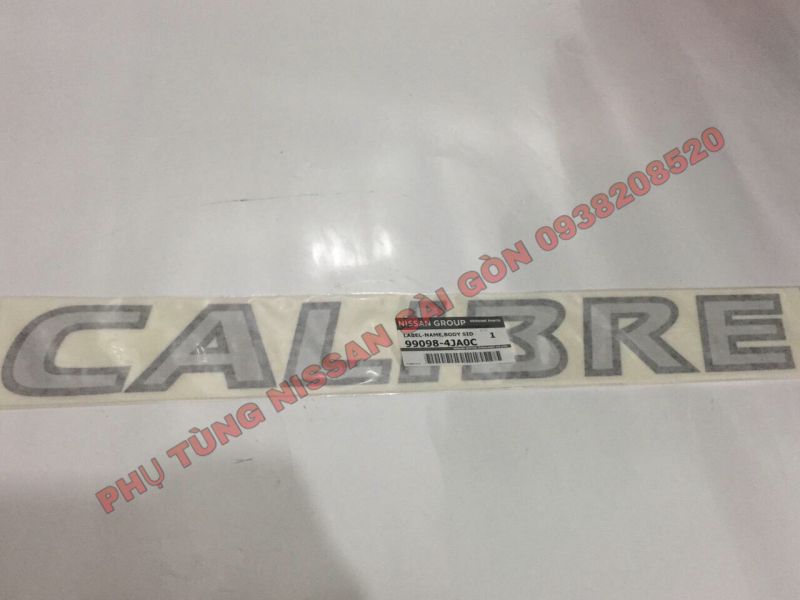 PHỤ TÙNG NISSAN SÀI GÒN 0938208520
CALIBRE
NISSAN GROUP
LABEL-NAME,BODY SID 1
99098-4JA0C